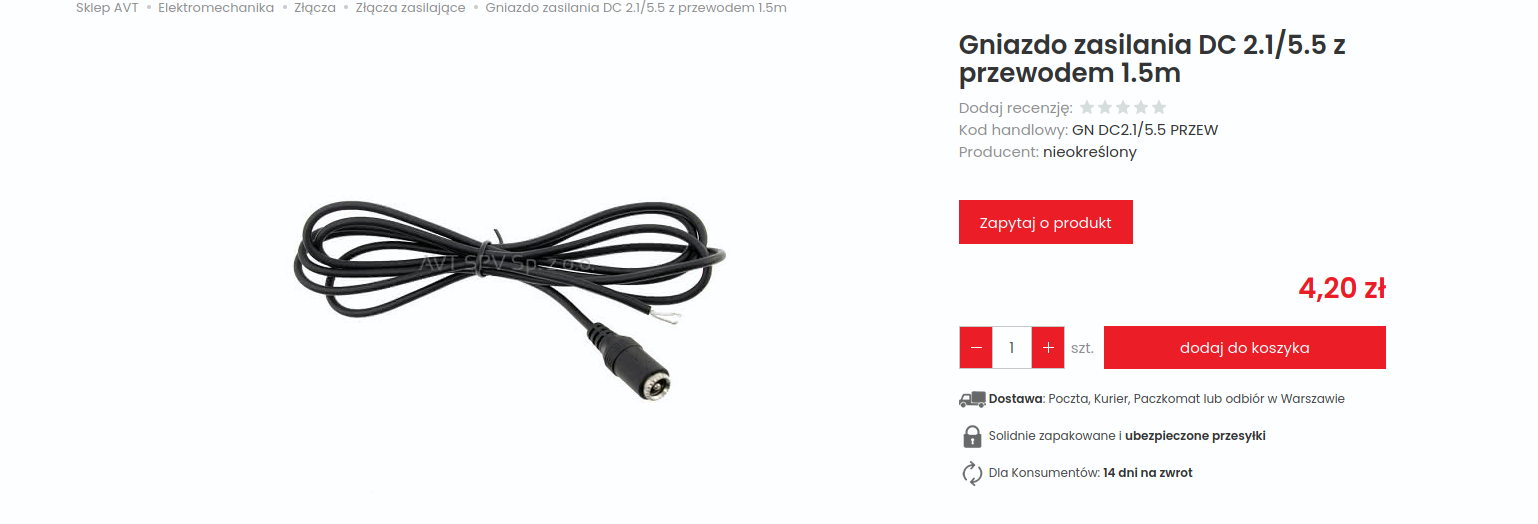 Sklep AVT • Elektromechanika • Złącza • Złącza zasilające • Gniazdo zasilania DC 2.1/5.5 z przewodem 1.5m
Gniazdo zasilania DC 2.1/5.5 z
przewodem 1.5m
Dodaj recenzję:
Kod handlowy: GN DC2.1/5.5 PRZEW
Producent: nieokreślony
Zapytaj o produkt
AVT SPV Sp. z o.o.
4,20 zł
− 1 + szt. dodaj do koszyka
Dostawa: Poczta, Kurier, Paczkomat lub odbiór w Warszawie
Solidnie zapakowane i ubezpieczone przesyłki
Dla Konsumentów: 14 dni na zwrot